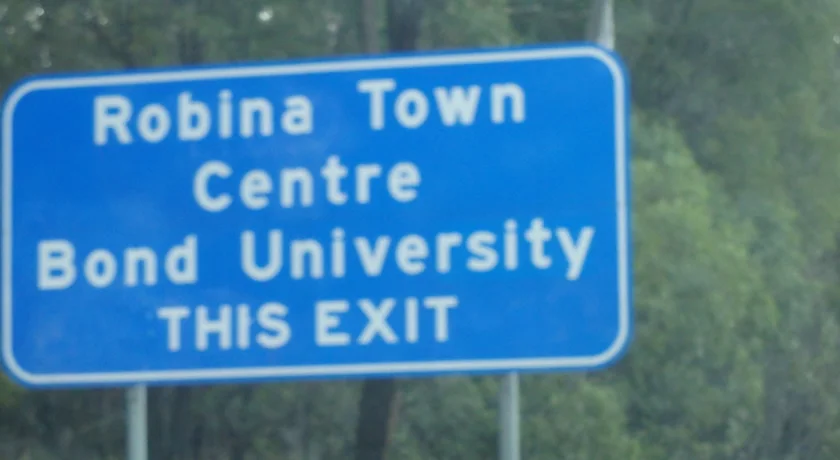 Robina Town
Centre
Bond University
THIS EXIT